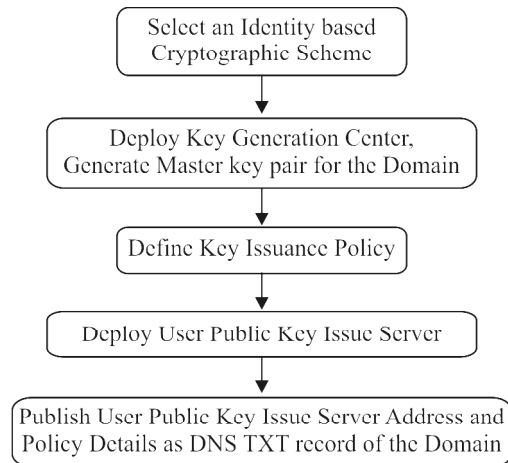 Select an Identity based
Cryptographic Scheme
Deploy Key Generation Center,
Generate Master key pair for the Domain
Define Key Issuance Policy
Deploy User Public Key Issue Server
Publish User Public Key Issue Server Address and
Policy Details as DNS TXT record of the Domain